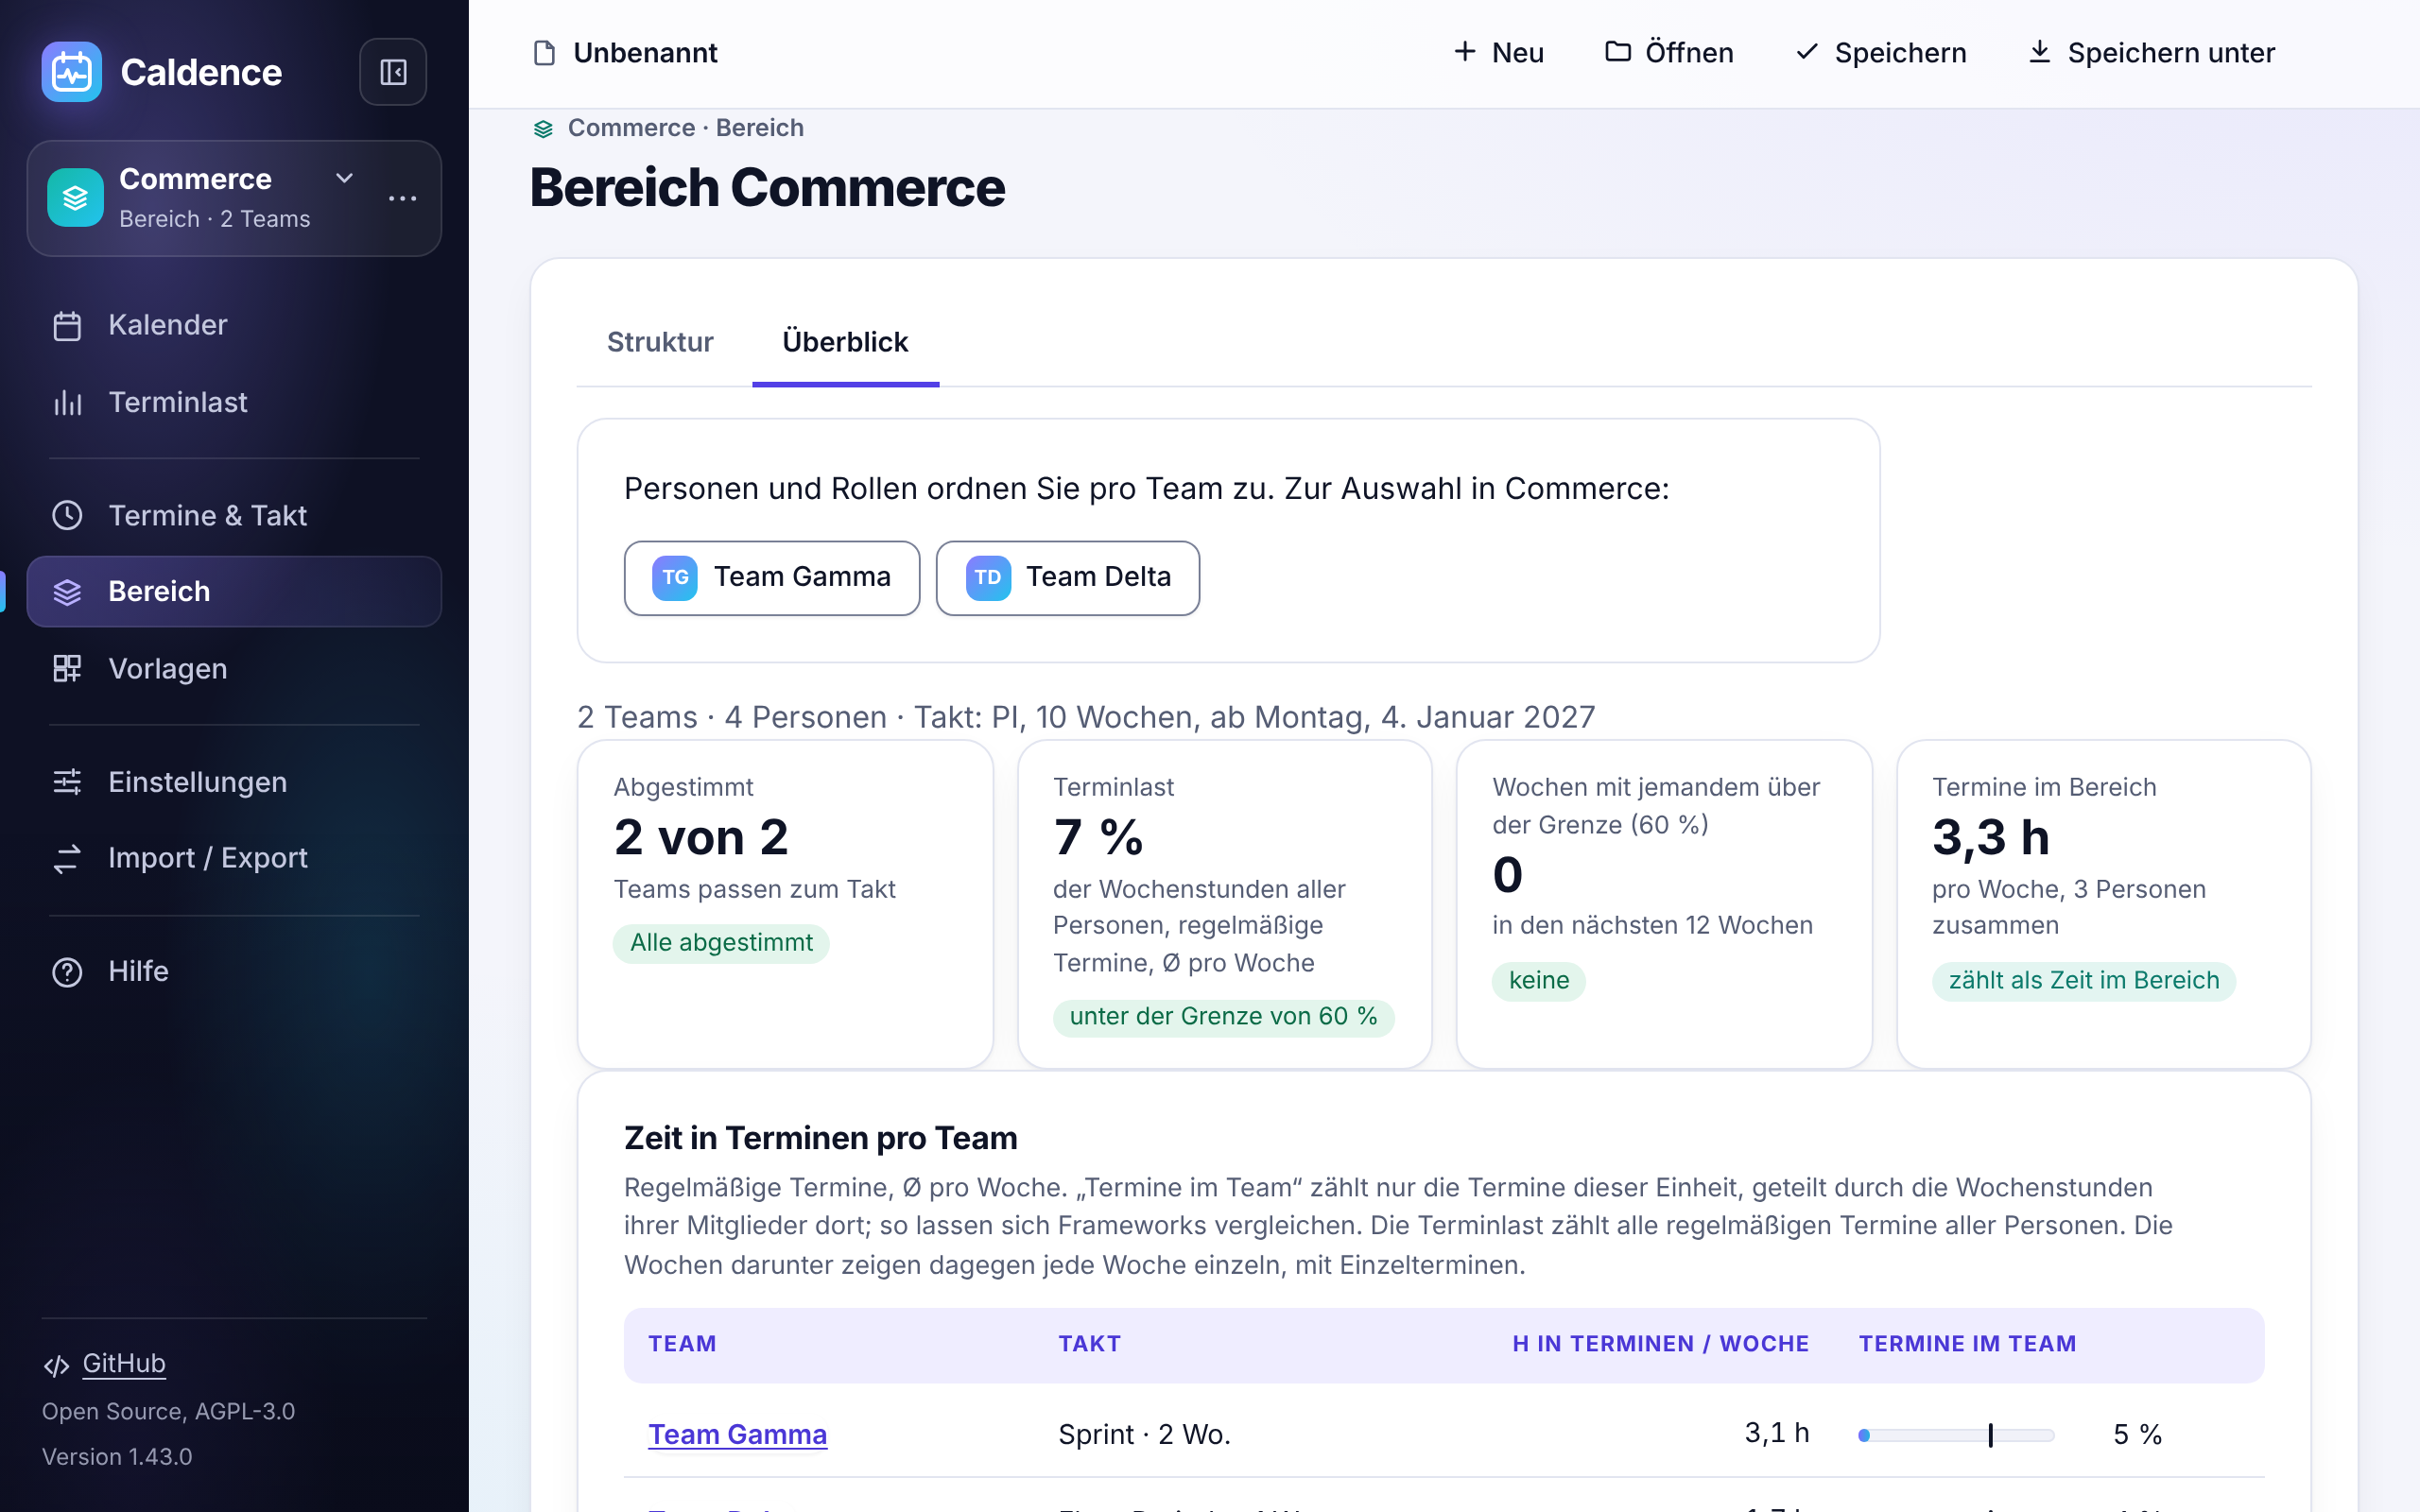 Caldence
Commerce
Bereich · 2 Teams
Kalender
Terminlast
Termine & Takt
Bereich
Vorlagen
Einstellungen
Import / Export
Hilfe
GitHub
Open Source, AGPL-3.0
Version 1.43.0
Unbenannt
Neu
Öffnen
Speichern
Speichern unter
Commerce · Bereich
Bereich Commerce
Struktur
Überblick
Personen und Rollen ordnen Sie pro Team zu. Zur Auswahl in Commerce:
TG Team Gamma
TD Team Delta
2 Teams · 4 Personen · Takt: PI, 10 Wochen, ab Montag, 4. Januar 2027
Abgestimmt
2 von 2
Teams passen zum Takt
Alle abgestimmt
Terminlast
7 %
der Wochenstunden aller
Personen, regelmäßige
Termine, Ø pro Woche
unter der Grenze von 60 %
Wochen mit jemandem über
der Grenze (60 %)
0
in den nächsten 12 Wochen
keine
Termine im Bereich
3,3 h
pro Woche, 3 Personen
zusammen
zählt als Zeit im Bereich
Zeit in Terminen pro Team
Regelmäßige Termine, Ø pro Woche. „Termine im Team“ zählt nur die Termine dieser Einheit, geteilt durch die Wochenstunden
ihrer Mitglieder dort; so lassen sich Frameworks vergleichen. Die Terminlast zählt alle regelmäßigen Termine aller Personen. Die
Wochen darunter zeigen dagegen jede Woche einzeln, mit Einzelterminen.
TEAM TAKT H IN TERMINEN / WOCHE TERMINE IM TEAM
Team Gamma Sprint · 2 Wo. 3,1 h 5 %